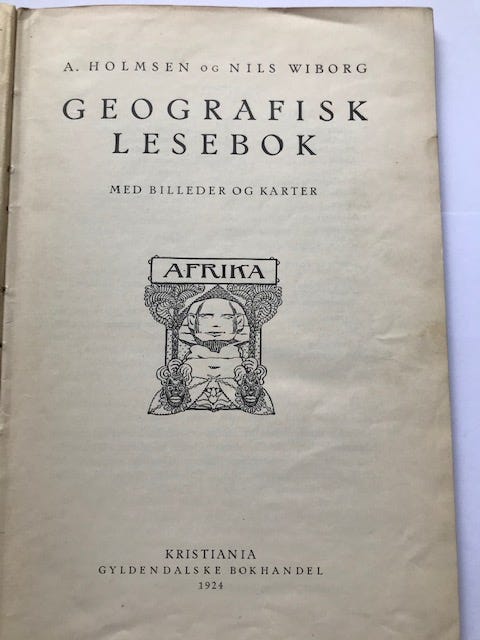 A. HOLMSEN OG NILS WIBORG
GEOGRAFISK
LESEBOK
MED BILLEDER OG KARTER
AFRIKA
KRISTIANIA
GYLDENDALSKE BOKHANDEL
1924